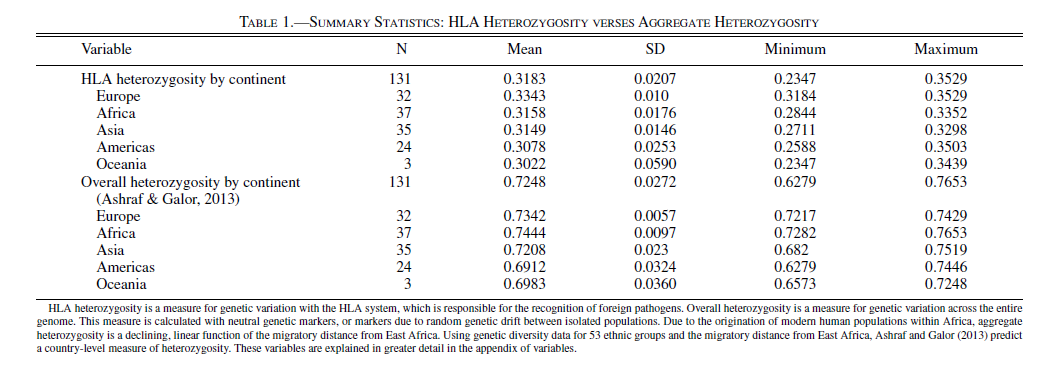 TABLE 1.—SUMMARY STATISTICS: HLA HETEROZYGOSITY VERSES AGGREGATE HETEROZYGOSITY
Variable N Mean SD Minimum Maximum
HLA heterozygosity by continent 131 0.3183 0.0207 0.2347 0.3529
Europe 32 0.3343 0.010 0.3184 0.3529
Africa 37 0.3158 0.0176 0.2844 0.3352
Asia 35 0.3149 0.0146 0.2711 0.3298
Americas 24 0.3078 0.0253 0.2588 0.3503
Oceania 3 0.3022 0.0590 0.2347 0.3439
Overall heterozygosity by continent 131 0.7248 0.0272 0.6279 0.7653
(Ashraf & Galor, 2013)
Europe 32 0.7342 0.0057 0.7217 0.7429
Africa 37 0.7444 0.0097 0.7282 0.7653
Asia 35 0.7208 0.023 0.682 0.7519
Americas 24 0.6912 0.0324 0.6279 0.7446
Oceania 3 0.6983 0.0360 0.6573 0.7248
HLA heterozygosity is a measure for genetic variation with the HLA system, which is responsible for the recognition of foreign pathogens. Overall heterozygosity is a measure for genetic variation across the entire
genome. This measure is calculated with neutral genetic markers, or markers due to random genetic drift between isolated populations. Due to the origination of modern human populations within Africa, aggregate
heterozygosity is a declining, linear function of the migratory distance from East Africa. Using genetic diversity data for 53 ethnic groups and the migratory distance from East Africa, Ashraf and Galor (2013) predict
a country-level measure of heterozygosity. These variables are explained in greater detail in the appendix of variables.